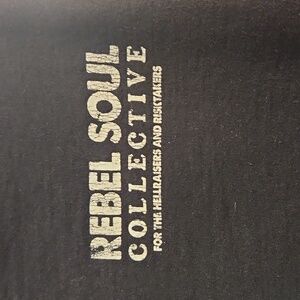 REBEL SOUL
COLLECTIVE
FOR THE HELLRAISERS AND RISKTAKERS